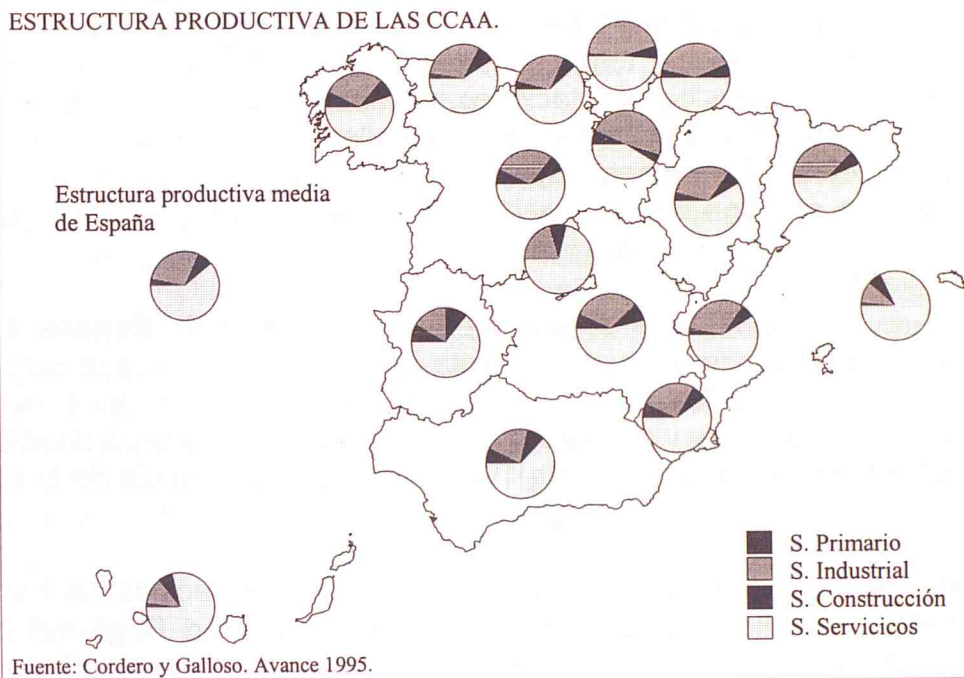 ESTRUCTURA PRODUCTIVA DE LAS CCAA.
Estructura productiva media
de España
S. Primario
S. Industrial
S. Construcción
S. Servicicos
Fuente: Cordero y Galloso. Avance 1995.